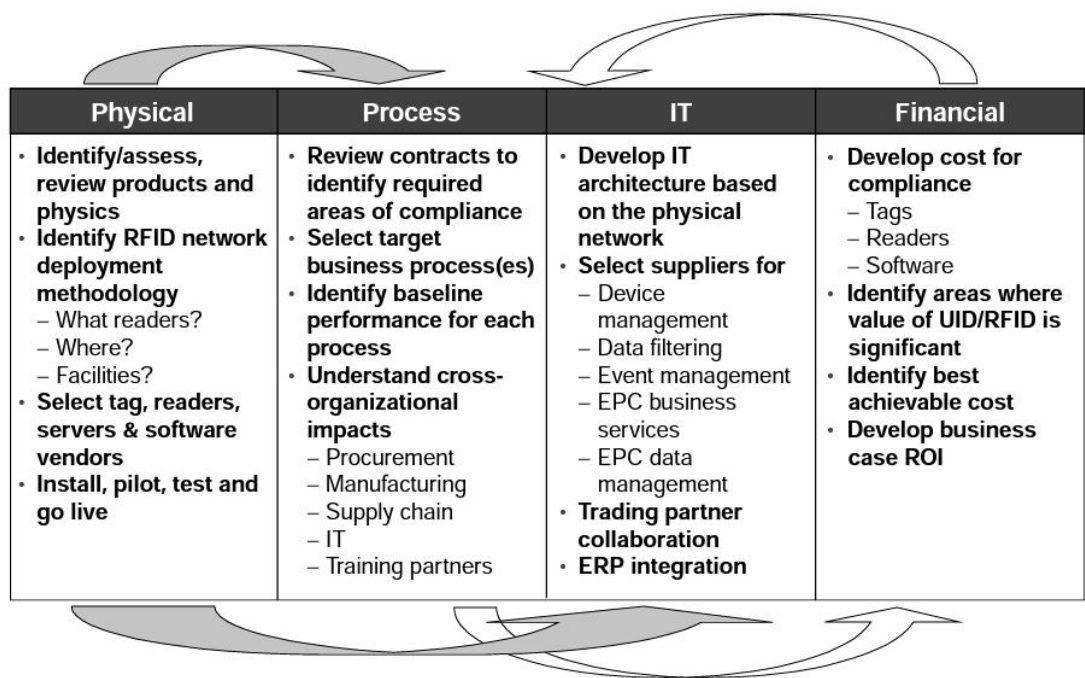 Physical
• Identify/assess,
review products and
physics
• Identify RFID network
deployment
methodology
– What readers?
– Where?
– Facilities?
• Select tag, readers,
servers & software
vendors
• Install, pilot, test and
go live
Process
• Review contracts to
identify required
areas of compliance
• Select target
business process(es)
• Identify baseline
performance for each
process
• Understand cross-
organizational
impacts
– Procurement
– Manufacturing
– Supply chain
– IT
– Training partners
IT
• Develop IT
architecture based
on the physical
network
• Select suppliers for
– Device
management
– Data filtering
– Event management
– EPC business
services
– EPC data
management
• Trading partner
collaboration
• ERP integration
Financial
• Develop cost for
compliance
– Tags
– Readers
– Software
• Identify areas where
value of UID/RFID is
significant
• Identify best
achievable cost
• Develop business
case ROI